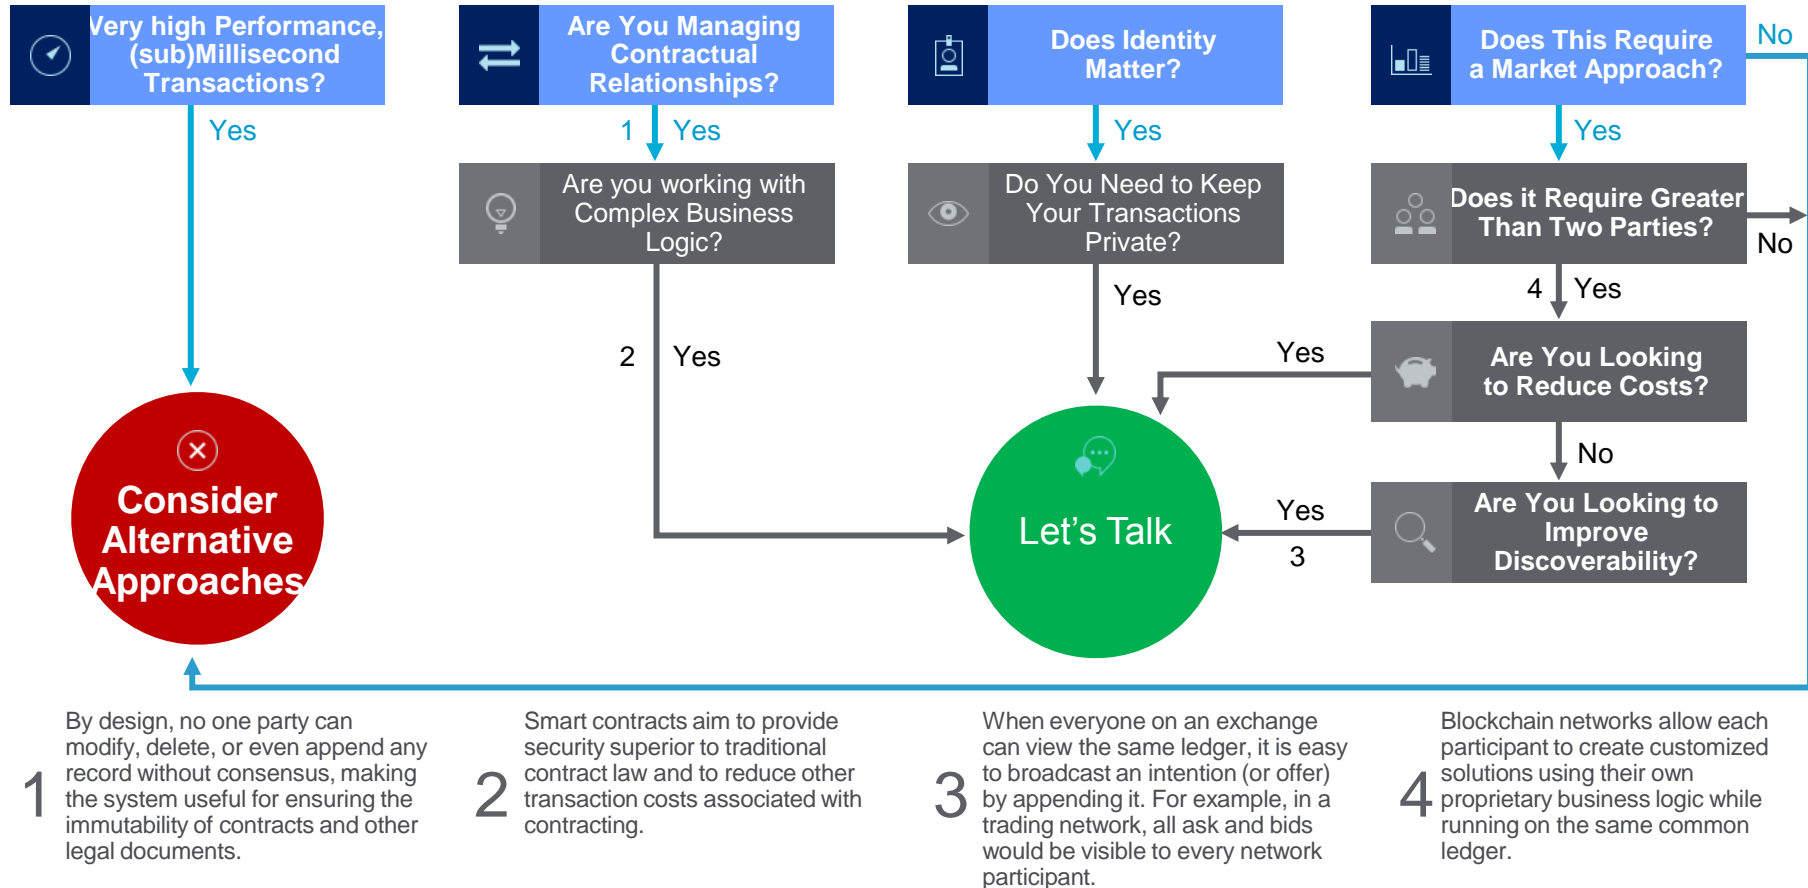 Very high Performance,
(sub)Millisecond
Transactions?
Are You Managing
Contractual
Relationships?
Does Identity
Matter?
Does This Require
a Market Approach?
No
Yes
1 Yes
Yes
Yes
Are you working with
Complex Business
Logic?
Do You Need to Keep
Your Transactions
Private?
Does it Require Greater
Than Two Parties?
No
Yes
4 Yes
2 Yes
Yes
Are You Looking
to Reduce Costs?
No
Consider
Alternative
Approaches
Let's Talk
Yes
3
Are You Looking to
Improve
Discoverability?
1
By design, no one party can
modify, delete, or even append any
record without consensus, making
the system useful for ensuring the
immutability of contracts and other
legal documents.
2
Smart contracts aim to provide
security superior to traditional
contract law and to reduce other
transaction costs associated with
contracting.
3
When everyone on an exchange
can view the same ledger, it is easy
to broadcast an intention (or offer)
by appending it. For example, in a
trading network, all ask and bids
would be visible to every network
participant.
4
Blockchain networks allow each
participant to create customized
solutions using their own
proprietary business logic while
running on the same common
ledger.